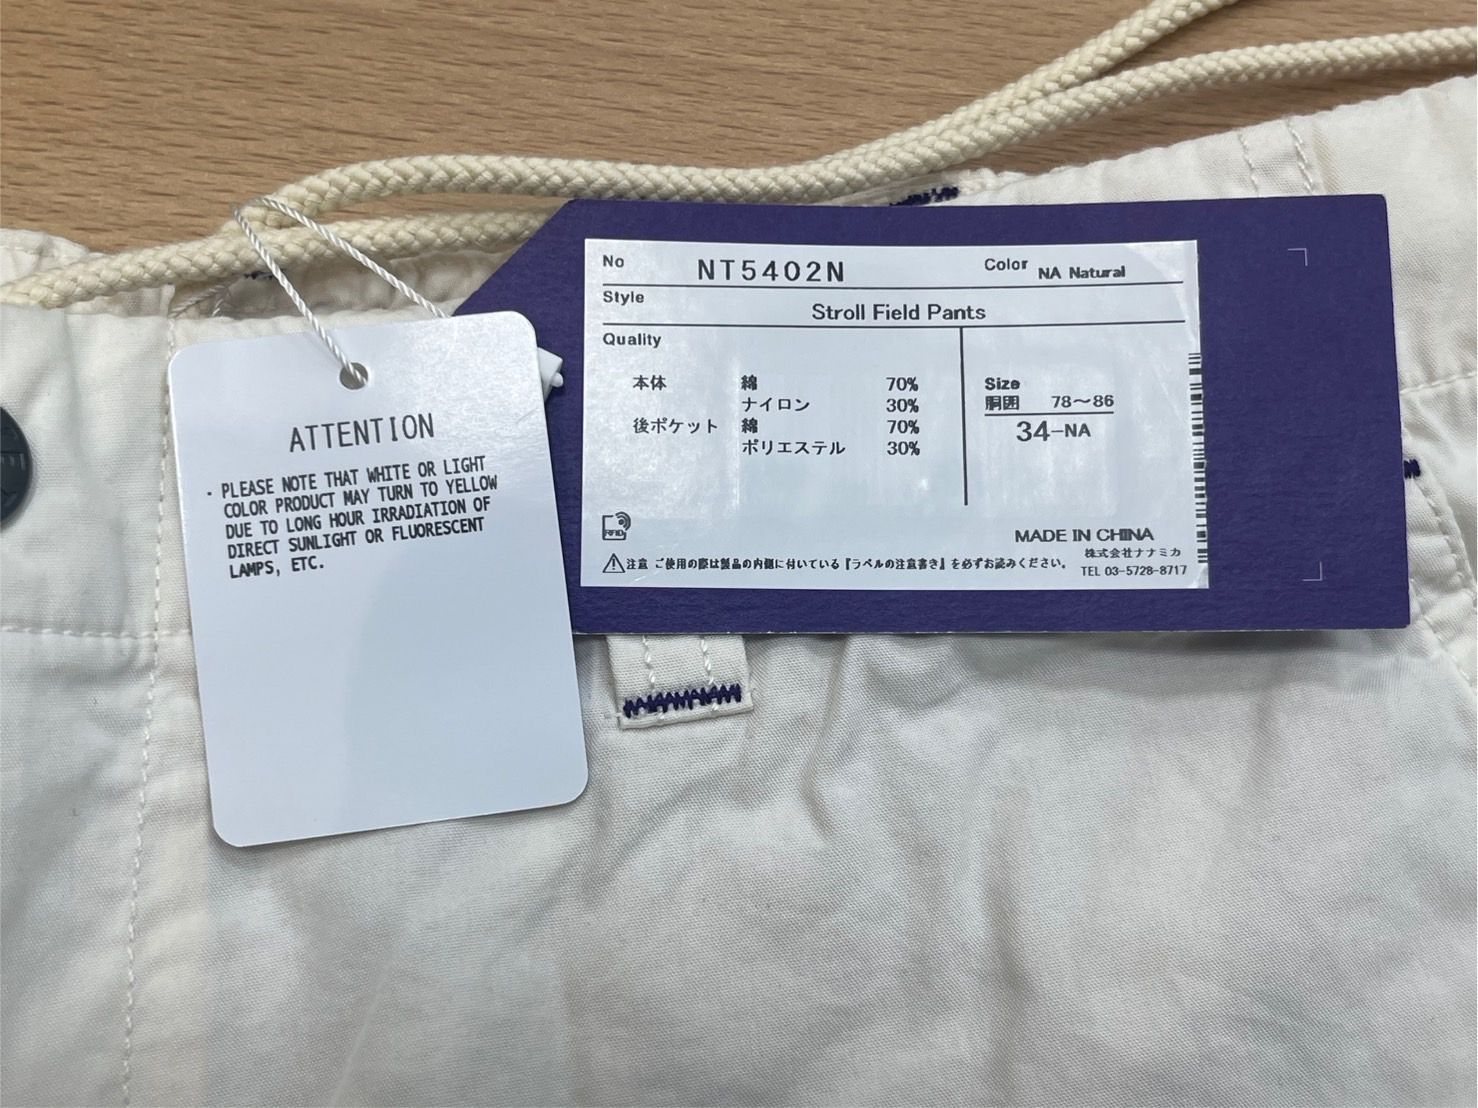 ATTENTION
· PLEASE NOTE THAT WHITE OR LIGHT
COLOR PRODUCT MAY TURN TO YELLOW
DUE TO LONG HOUR IRRADIATION OF
DIRECT SUNLIGHT OR FLUORESCENT
LAMPS, ETC.
No NT5402N Color NA Natural
Style
Stroll Field Pants
Quality
本体 綿 70%
ナイロン 30%
後ポケット 綿 70%
ポリエステル 30%
Size
胴囲 78〜86
34-NA
RFID
MADE IN CHINA
株式会社ナナミカ
⚠注意 ご使用の際は製品の内側に付いている『ラベルの注意書き』を必ずお読みください。
TEL 03-5728-8717